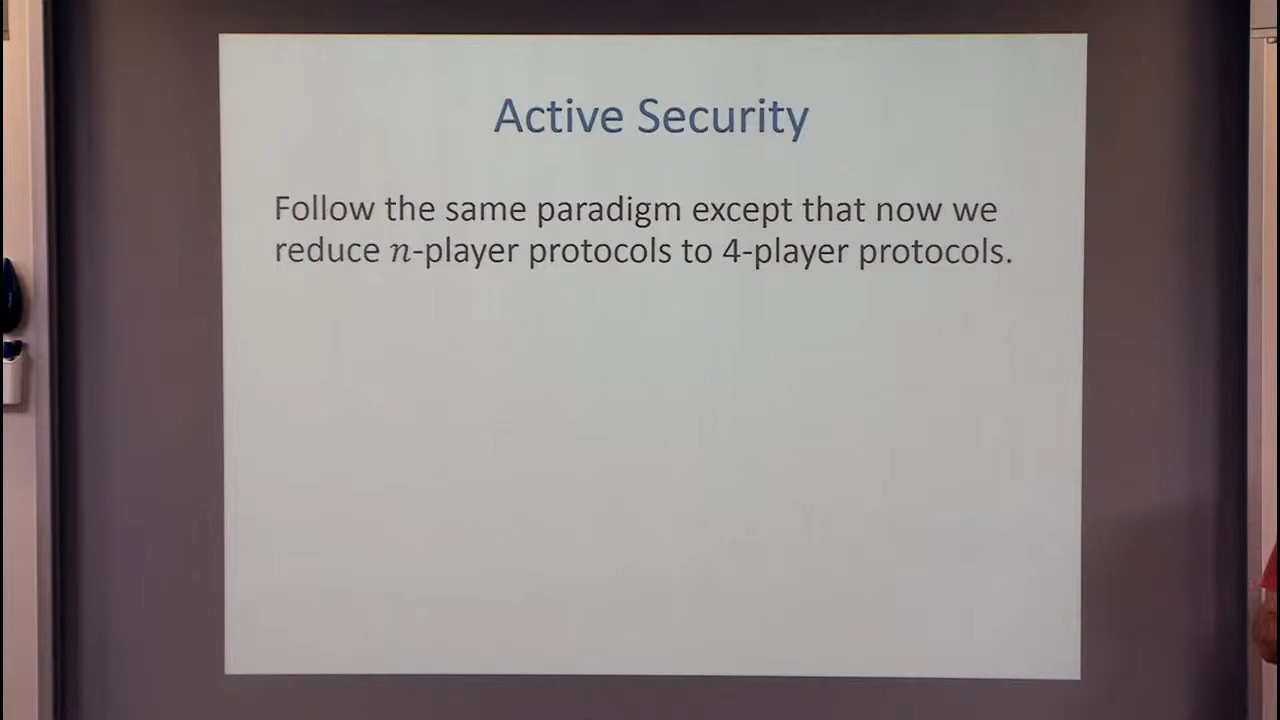 Active Security
Follow the same paradigm except that now we
reduce n-player protocols to 4-player protocols.